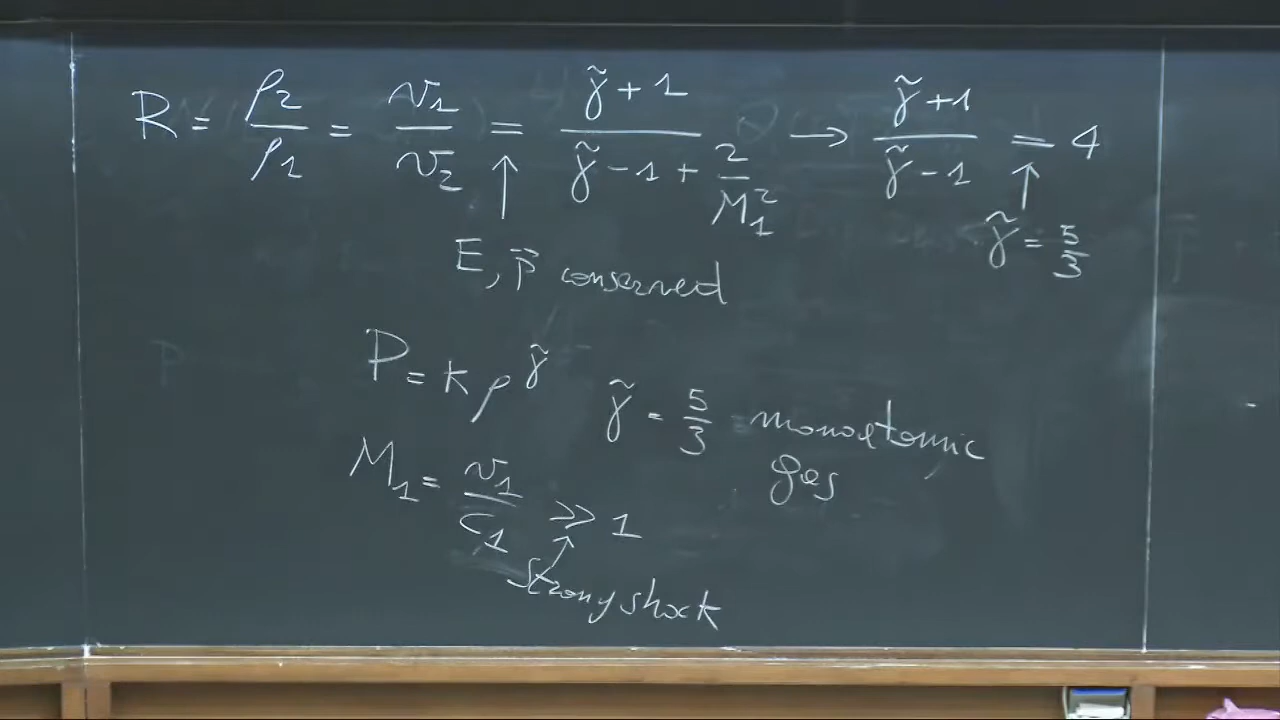 R = ρ₂/ρ₁ = v₁/v₂ = (γ̃ + 1)/(γ̃ - 1 + 2/M₁²) → (γ̃ + 1)/(γ̃ - 1) = 4
↑ ↑
E, p⃗ conserved γ̃ = 5/3
P = K ρ^γ̃
γ̃ = 5/3 monoatomic
gas
M₁ = v₁/c₁ ≫ 1
↑
strong shock